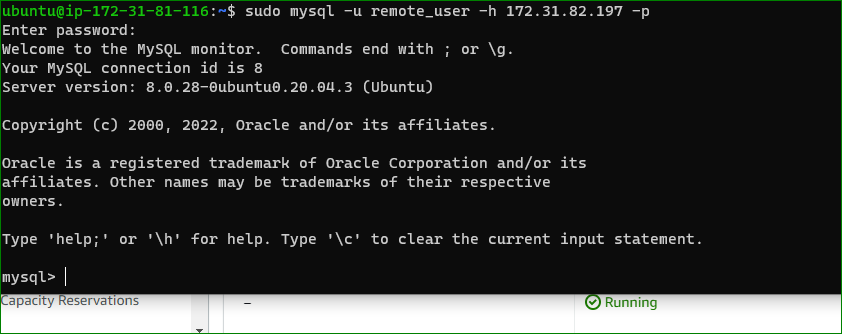 ubuntu@ip-172-31-81-116:~$ sudo mysql -u remote_user -h 172.31.82.197 -p
Enter password:
Welcome to the MySQL monitor.  Commands end with ; or \g.
Your MySQL connection id is 8
Server version: 8.0.28-0ubuntu0.20.04.3 (Ubuntu)

Copyright (c) 2000, 2022, Oracle and/or its affiliates.

Oracle is a registered trademark of Oracle Corporation and/or its
affiliates. Other names may be trademarks of their respective
owners.

Type 'help;' or '\h' for help. Type '\c' to clear the current input statement.

mysql>
Capacity Reservations – Running